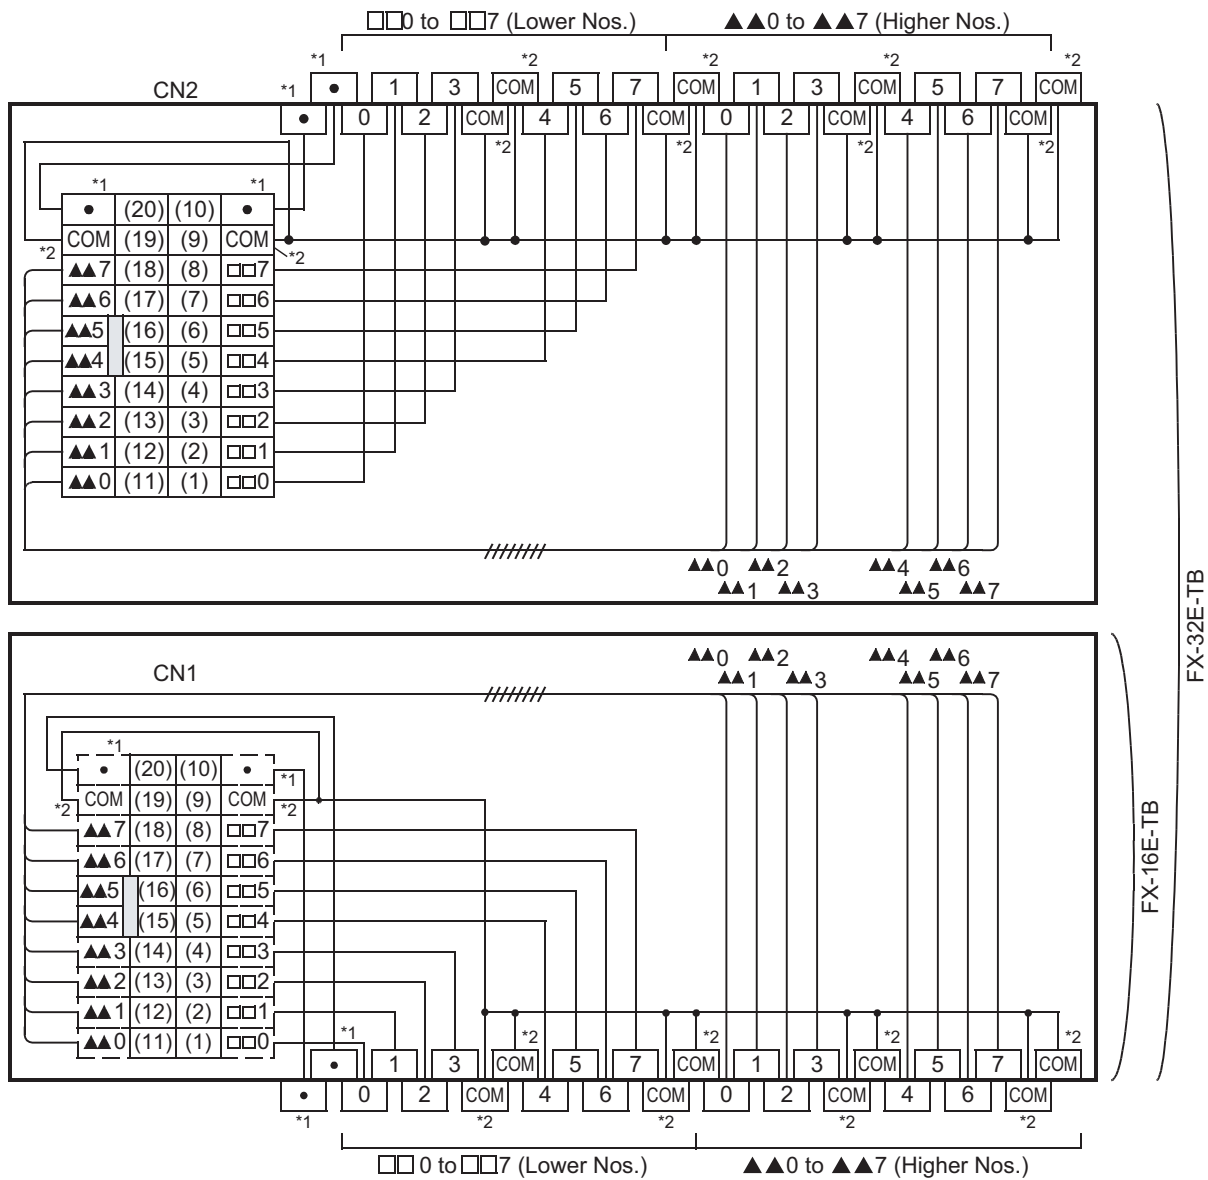 □□0 to □□7 (Lower Nos.) ▲▲0 to ▲▲7 (Higher Nos.)
*1 *2 *2 *2 *2
CN2 *1 • 1 3 COM 5 7 COM 1 3 COM 5 7 COM
• 0 2 COM 4 6 COM 0 2 COM 4 6 COM
*2 *2 *2 *2
*1 *1
• (20) (10) •
COM (19) (9) COM
*2 *2
▲▲7 (18) (8) □□7
▲▲6 (17) (7) □□6
▲▲5 (16) (6) □□5
▲▲4 (15) (5) □□4
▲▲3 (14) (4) □□3
▲▲2 (13) (3) □□2
▲▲1 (12) (2) □□1
▲▲0 (11) (1) □□0
▲▲0 ▲▲2 ▲▲4 ▲▲6
▲▲1 ▲▲3 ▲▲5 ▲▲7
FX-32E-TB
CN1
▲▲0 ▲▲2 ▲▲4 ▲▲6
▲▲1 ▲▲3 ▲▲5 ▲▲7
*1
• (20) (10) •
*1
COM (19) (9) COM
*2 *2
▲▲7 (18) (8) □□7
▲▲6 (17) (7) □□6
▲▲5 (16) (6) □□5
▲▲4 (15) (5) □□4
▲▲3 (14) (4) □□3
▲▲2 (13) (3) □□2
▲▲1 (12) (2) □□1
▲▲0 (11) (1) □□0
FX-16E-TB
*1 *2 *2 *2 *2
• 1 3 COM 5 7 COM 1 3 COM 5 7 COM
• 0 2 COM 4 6 COM 0 2 COM 4 6 COM
*1 *2 *2 *2 *2
□□0 to □□7 (Lower Nos.) ▲▲0 to ▲▲7 (Higher Nos.)